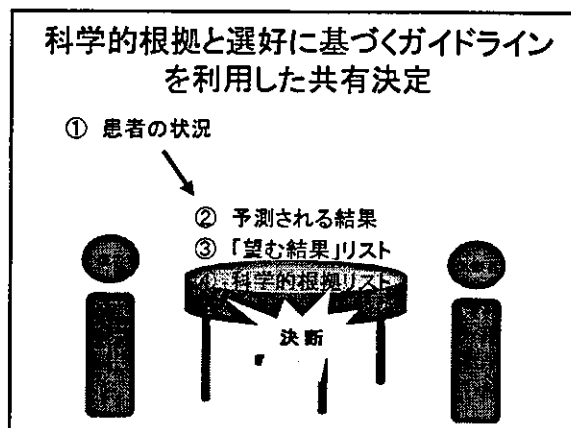 科学的根拠と選好に基づくガイドライン
を利用した共有決定
① 患者の状況
② 予測される結果
③ 「望む結果」リスト
④ 科学的根拠リスト
決断